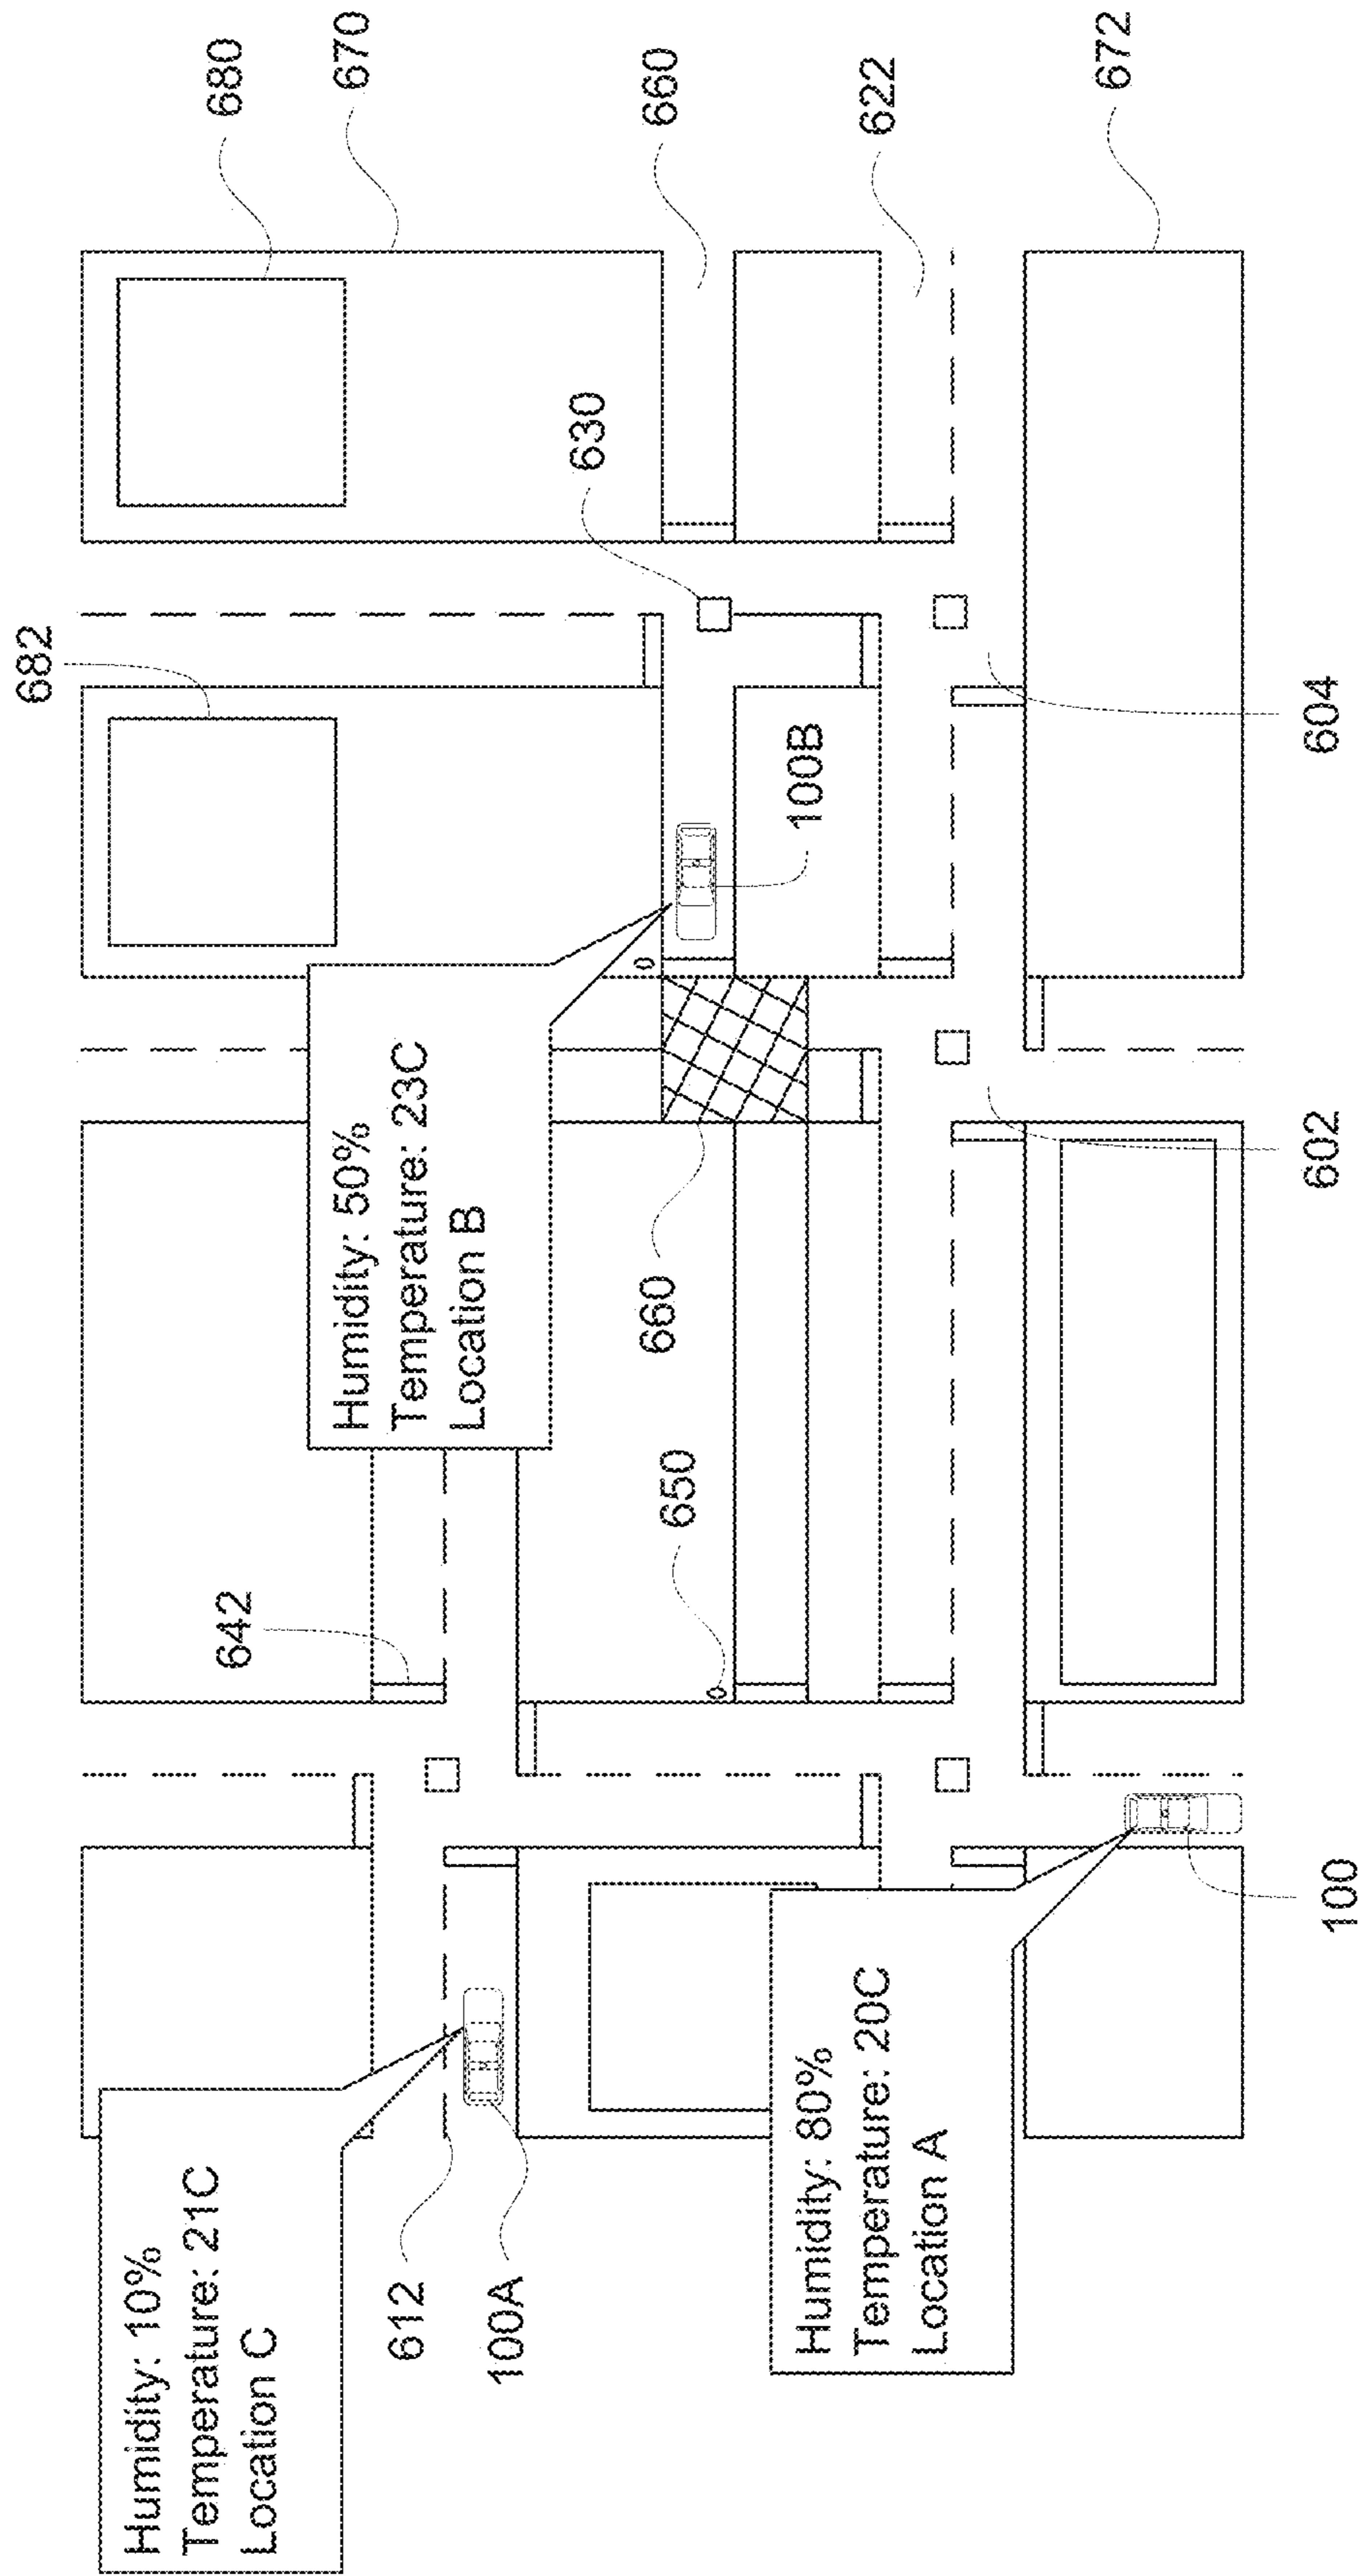 Humidity: 10%
Temperature: 21C
Location C
612
100A
Humidity: 80%
Temperature: 20C
Location A
100
642
650
Humidity: 50%
Temperature: 23C
Location B
660
602
682
100B
604
630
680
670
660
622
672